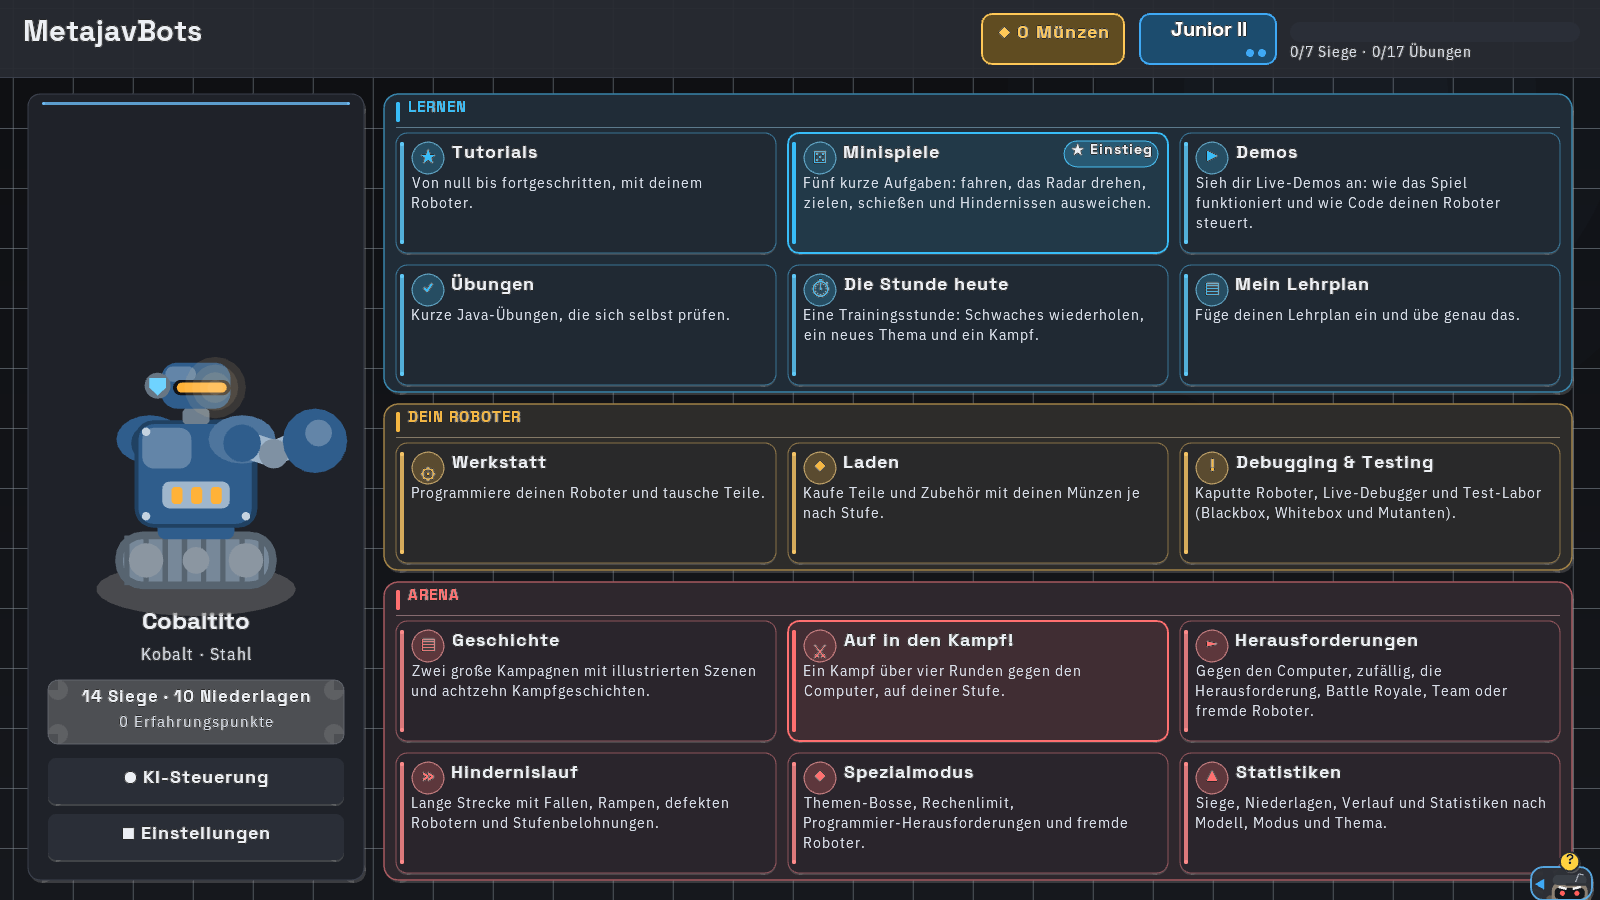 MetajavBots
◆ 0 Münzen
Junior II
0/7 Siege · 0/17 Übungen
LERNEN
Tutorials
Von null bis fortgeschritten, mit deinem
Roboter.
Minispiele
★ Einstieg
Fünf kurze Aufgaben: fahren, das Radar drehen,
zielen, schießen und Hindernissen ausweichen.
Demos
Sieh dir Live-Demos an: wie das Spiel
funktioniert und wie Code deinen Roboter
steuert.
Übungen
Kurze Java-Übungen, die sich selbst prüfen.
Die Stunde heute
Eine Trainingsstunde: Schwaches wiederholen,
ein neues Thema und ein Kampf.
Mein Lehrplan
Füge deinen Lehrplan ein und übe genau das.
DEIN ROBOTER
Werkstatt
Programmiere deinen Roboter und tausche Teile.
Laden
Kaufe Teile und Zubehör mit deinen Münzen je
nach Stufe.
Debugging & Testing
Kaputte Roboter, Live-Debugger und Test-Labor
(Blackbox, Whitebox und Mutanten).
ARENA
Geschichte
Zwei große Kampagnen mit illustrierten Szenen
und achtzehn Kampfgeschichten.
Auf in den Kampf!
Ein Kampf über vier Runden gegen den
Computer, auf deiner Stufe.
Herausforderungen
Gegen den Computer, zufällig, die
Herausforderung, Battle Royale, Team oder
fremde Roboter.
Hindernislauf
Lange Strecke mit Fallen, Rampen, defekten
Robotern und Stufenbelohnungen.
Spezialmodus
Themen-Bosse, Rechenlimit,
Programmier-Herausforderungen und fremde
Roboter.
Statistiken
Siege, Niederlagen, Verlauf und Statistiken nach
Modell, Modus und Thema.
Cobaltito
Kobalt · Stahl
14 Siege · 10 Niederlagen
0 Erfahrungspunkte
● KI-Steuerung
■ Einstellungen
?